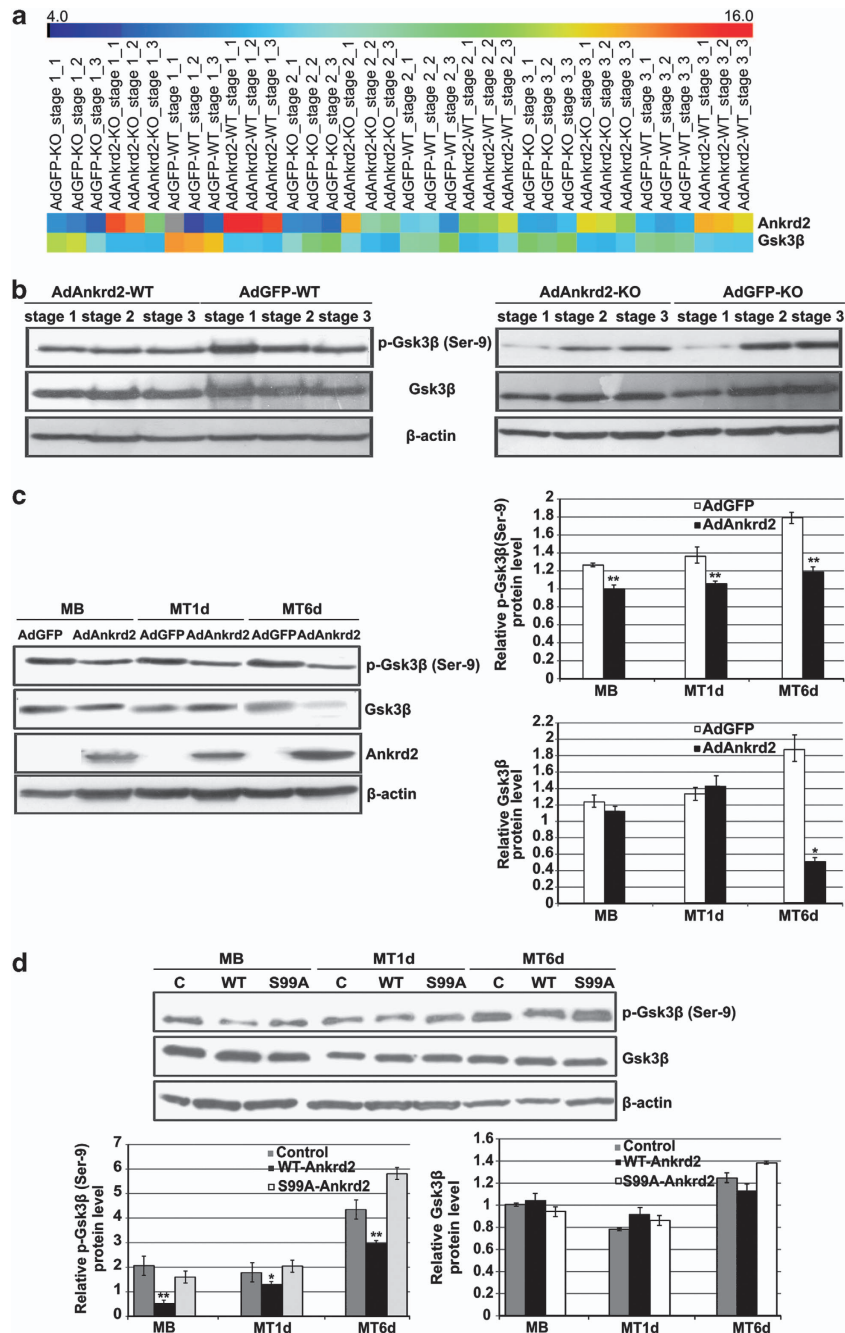 a
4.0 16.0
AdGFP-KO_stage 1_1
AdGFP-KO_stage 1_2
AdGFP-KO_stage 1_3
AdAnkrd2-KO_stage 1_1
AdAnkrd2-KO_stage 1_2
AdAnkrd2-KO_stage 1_3
AdGFP-WT_stage 1_1
AdGFP-WT_stage 1_2
AdGFP-WT_stage 1_3
AdAnkrd2-WT_stage 1_1
AdAnkrd2-WT_stage 1_2
AdAnkrd2-WT_stage 1_3
AdGFP-KO_stage 2_1
AdGFP-KO_stage 2_2
AdGFP-KO_stage 2_3
AdAnkrd2-KO_stage 2_1
AdAnkrd2-KO_stage 2_2
AdAnkrd2-KO_stage 2_3
AdGFP-WT_stage 2_1
AdGFP-WT_stage 2_2
AdGFP-WT_stage 2_3
AdAnkrd2-WT_stage 2_1
AdAnkrd2-WT_stage 2_2
AdAnkrd2-WT_stage 2_3
AdGFP-KO_stage 3_1
AdGFP-KO_stage 3_2
AdGFP-KO_stage 3_3
AdAnkrd2-KO_stage 3_1
AdAnkrd2-KO_stage 3_2
AdAnkrd2-KO_stage 3_3
AdGFP-WT_stage 3_1
AdGFP-WT_stage 3_2
AdGFP-WT_stage 3_3
AdAnkrd2-WT_stage 3_1
AdAnkrd2-WT_stage 3_2
AdAnkrd2-WT_stage 3_3
Ankrd2
Gsk3β
b
AdAnkrd2-WT AdGFP-WT
stage 1 stage 2 stage 3 stage 1 stage 2 stage 3
AdAnkrd2-KO AdGFP-KO
stage 1 stage 2 stage 3 stage 1 stage 2 stage 3
p-Gsk3β (Ser-9)
Gsk3β
β-actin
c
MB MT1d MT6d
AdGFP AdAnkrd2 AdGFP AdAnkrd2 AdGFP AdAnkrd2
p-Gsk3β (Ser-9)
Gsk3β
Ankrd2
β-actin
Relative p-Gsk3β(Ser-9)
protein level
2
1.8
1.6
1.4
1.2
1
0.8
0.6
0.4
0.2
0
AdGFP
AdAnkrd2
** ** **
MB MT1d MT6d
Relative Gsk3β
protein level
2.2
2
1.8
1.6
1.4
1.2
1
0.8
0.6
0.4
0.2
0
AdGFP
AdAnkrd2
*
MB MT1d MT6d
d
MB MT1d MT6d
C WT S99A C WT S99A C WT S99A
p-Gsk3β (Ser-9)
Gsk3β
β-actin
Relative p-Gsk3β (Ser-9)
protein level
7
6
5
4
3
2
1
0
Control
WT-Ankrd2
S99A-Ankrd2
** * **
MB MT1d MT6d
Relative Gsk3β
protein level
1.6
1.4
1.2
1
0.8
0.6
0.4
0.2
0
Control
WT-Ankrd2
S99A-Ankrd2
MB MT1d MT6d